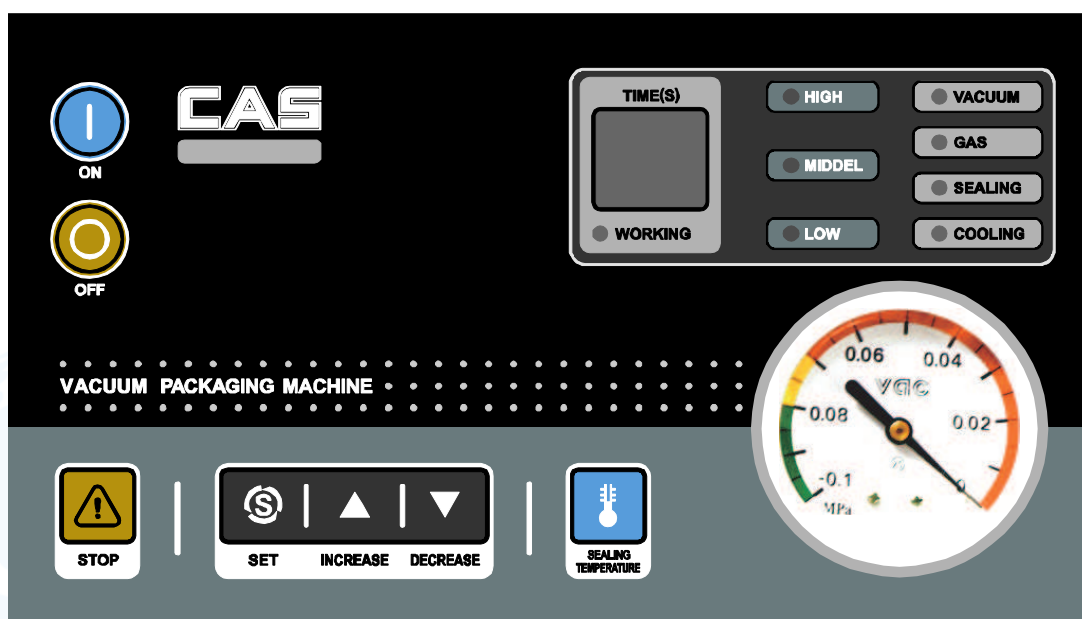 CAS
ON
OFF
TIME(S)
WORKING
HIGH
MIDDEL
LOW
VACUUM
GAS
SEALING
COOLING
VACUUM PACKAGING MACHINE
0.06
0.04
vac
0.08
0.02
-0.1
0
MPa
STOP
S
SET
INCREASE
DECREASE
SEALING
TEMPERATURE